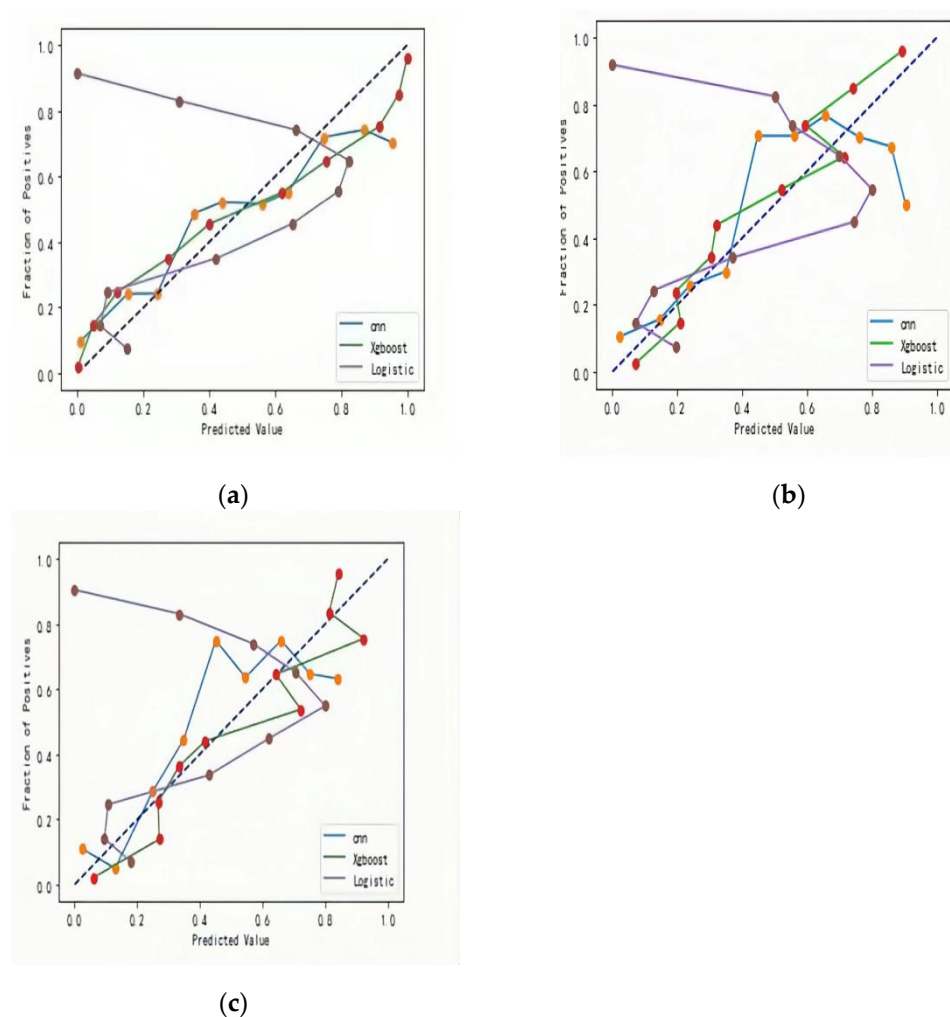 1.0
0.8
0.6
0.4
0.2
0.0
Fraction of Positives
cnn
Xgboost
Logistic
0.0 0.2 0.4 0.6 0.8 1.0
Predicted Value
(a)
1.0
0.8
0.6
0.4
0.2
0.0
Fraction of Positives
cnn
Xgboost
Logistic
0.0 0.2 0.4 0.6 0.8 1.0
Predicted Value
(b)
1.0
0.8
0.6
0.4
0.2
0.0
Fraction of Positives
cnn
Xgboost
Logistic
0.0 0.2 0.4 0.6 0.8 1.0
Predicted Value
(c)